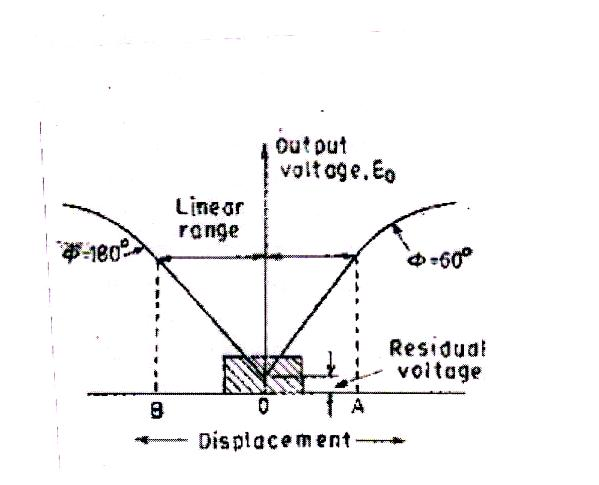 Output
voltage, E0
Linear
range
Φ=180°
Φ=60°
Residual
voltage
B
0
A
Displacement